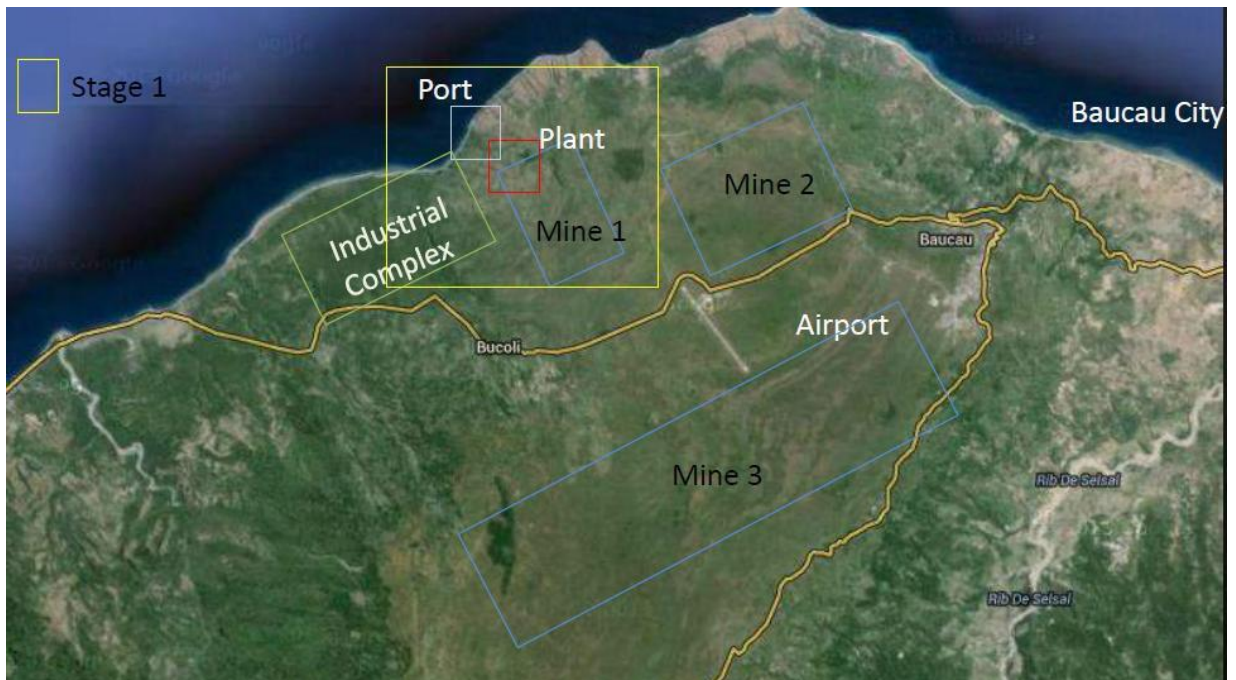 Stage 1
Port
Plant
Baucau City
Mine 2
Mine 1
Industrial
Complex
Baucau
Airport
Bucoli
Mine 3
Rib De Selsal
Rib De Selsal